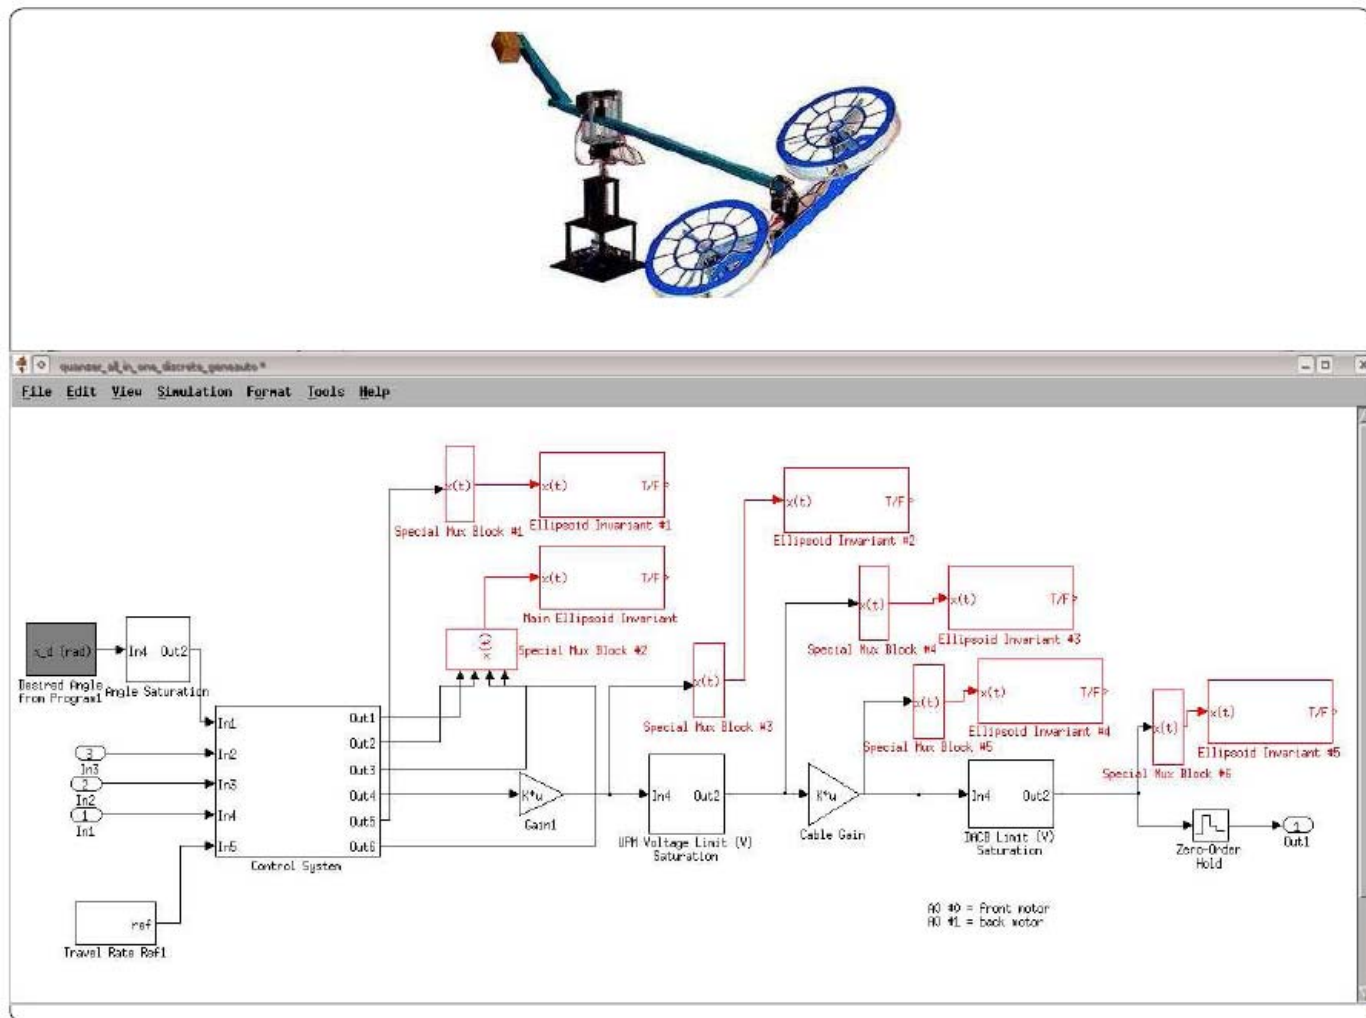 quanser_all_in_one_discrete_geneauto *
File Edit View Simulation Format Tools Help
x(t)
Special Mux Block #1
x(t) T/F
Ellipsoid Invariant #1
x(t) T/F
Ellipsoid Invariant #2
x(t) T/F
Main Ellipsoid Invariant
x(t)
Special Mux Block #2
x(t)
Special Mux Block #3
x(t)
Special Mux Block #4
x(t) T/F
Ellipsoid Invariant #3
x(t)
Special Mux Block #5
x(t) T/F
Ellipsoid Invariant #4
x(t)
Special Mux Block #6
x(t) T/F
Ellipsoid Invariant #5
x_d (rad)
Desired Angle
from Program1
In4 Out2
Angle Saturation
3
In3
2
In2
1
In1
ref
Travel Rate Ref1
In1
In2
In3
In4
In5
Out1
Out2
Out3
Out4
Out5
Out6
Control System
K*u
Gain1
In4 Out2
UPM Voltage Limit (V)
Saturation
K*u
Cable Gain
In4 Out2
DACB Limit (V)
Saturation
Zero-Order
Hold
1
Out1
AO #0 = front motor
AO #1 = back motor